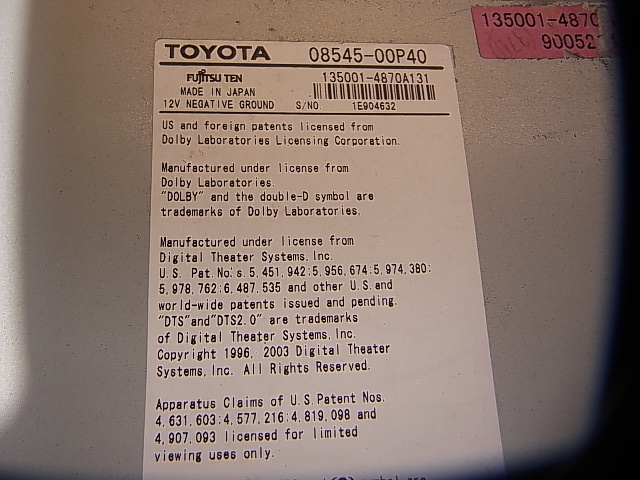 135001-4870
90052
TOYOTA 08545-00P40
FUJITSU TEN 135001-4870A131
MADE IN JAPAN
12V NEGATIVE GROUND S/NO. 1E904632
US and foreign patents licensed from
Dolby Laboratories Licensing Corporation.
Manufactured under license from
Dolby Laboratories.
"DOLBY" and the double-D symbol are
trademarks of Dolby Laboratories.
Manufactured under license from
Digital Theater Systems, Inc.
U.S. Pat.No's.5,451,942;5,956,674;5,974,380;
5,978,762;6,487,535 and other U.S.and
world-wide patents issued and pending.
"DTS"and"DTS2.0" are trademarks
of Digital Theater Systems, Inc.
Copyright 1996, 2003 Digital Theater
Systems, Inc. All Rights Reserved.
Apparatus Claims of U.S.Patent Nos.
4,631,603;4,577,216;4,819,098 and
4,907,093 licensed for limited
viewing uses only.